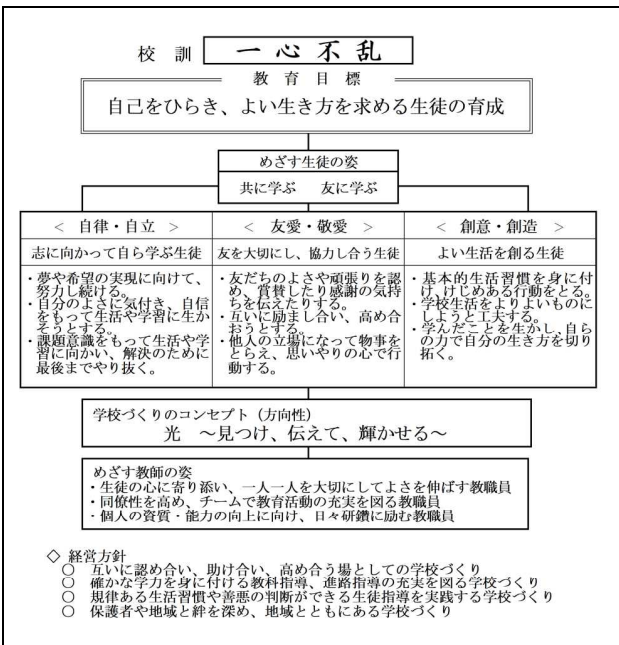 校 訓 一 心 不 乱
教 育 目 標
自己をひらき、よい生き方を求める生徒の育成
めざす生徒の姿
共に学ぶ 友に学ぶ
< 自律・自立 >
志に向かって自ら学ぶ生徒
・夢や希望の実現に向けて、
努力し続ける。
・自分のよさに気付き、自信
をもって生活や学習に生か
そうとする。
・課題意識をもって生活や学
習に向かい、解決のために
最後までやり抜く。
< 友愛・敬愛 >
友を大切にし、協力し合う生徒
・友だちのよさや頑張りを認
め、賞賛したり感謝の気持
ちを伝えたりする。
・互いに励まし合い、高め合
おうとする。
・他人の立場になって物事を
とらえ、思いやりの心で行
動する。
< 創意・創造 >
よい生活を創る生徒
・基本的生活習慣を身に付
け、けじめある行動をとる。
・学校生活をよりよいものに
しようと工夫する。
・学んだことを生かし、自ら
の力で自分の生き方を切り
拓く。
学校づくりのコンセプト（方向性）
光 ～見つけ、伝えて、輝かせる～
めざす教師の姿
・生徒の心に寄り添い、一人一人を大切にしてよさを伸ばす教職員
・同僚性を高め、チームで教育活動の充実を図る教職員
・個人の資質・能力の向上に向け、日々研鑽に励む教職員
◇ 経営方針
○ 互いに認め合い、助け合い、高め合う場としての学校づくり
○ 確かな学力を身に付ける教科指導、進路指導の充実を図る学校づくり
○ 規律ある生活習慣や善悪の判断ができる生徒指導を実践する学校づくり
○ 保護者や地域と絆を深め、地域とともにある学校づくり